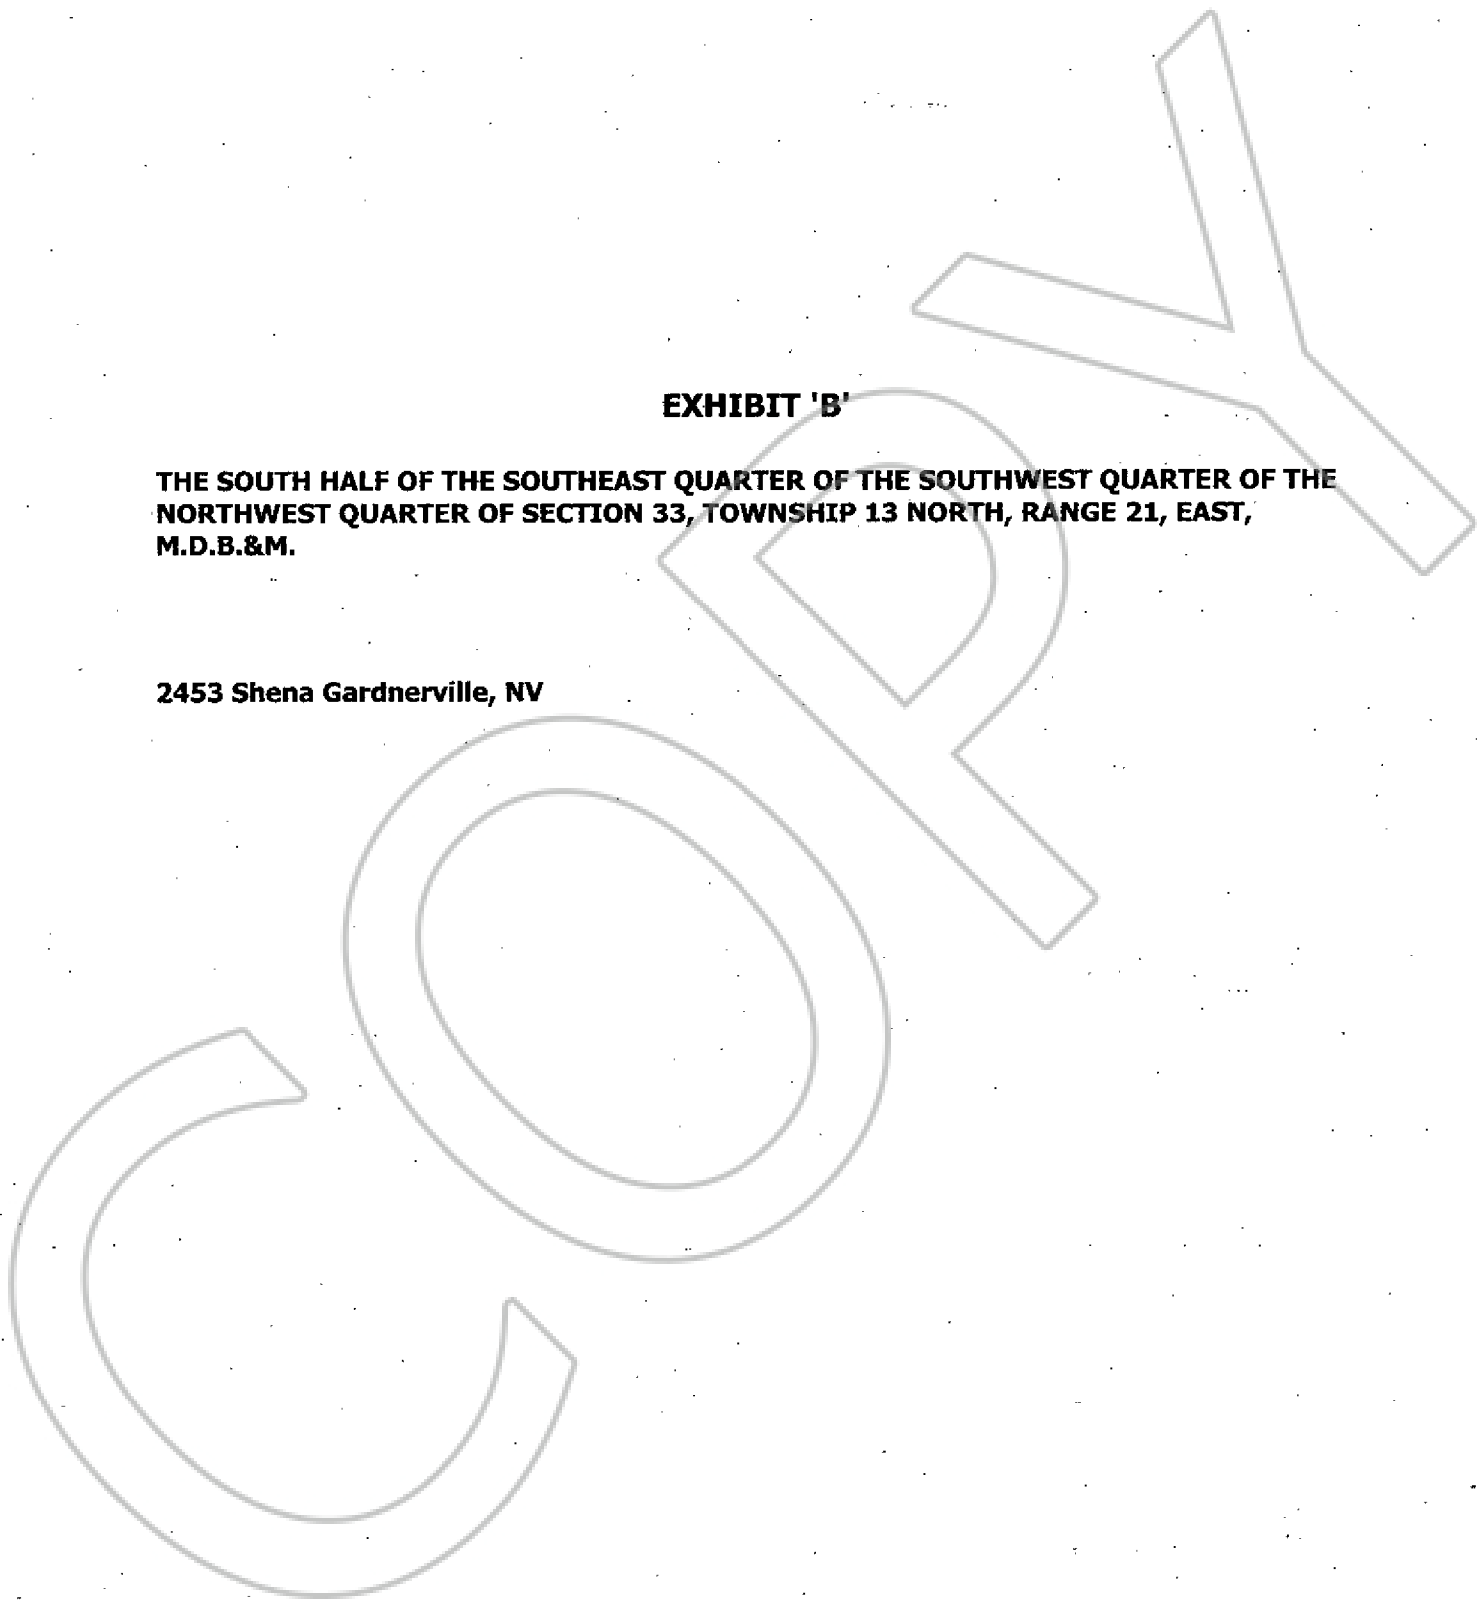 EXHIBIT 'B'
THE SOUTH HALF OF THE SOUTHEAST QUARTER OF THE SOUTHWEST QUARTER OF THE
NORTHWEST QUARTER OF SECTION 33, TOWNSHIP 13 NORTH, RANGE 21, EAST,
M.D.B.&M.
2453 Shena Gardnerville, NV
COPY